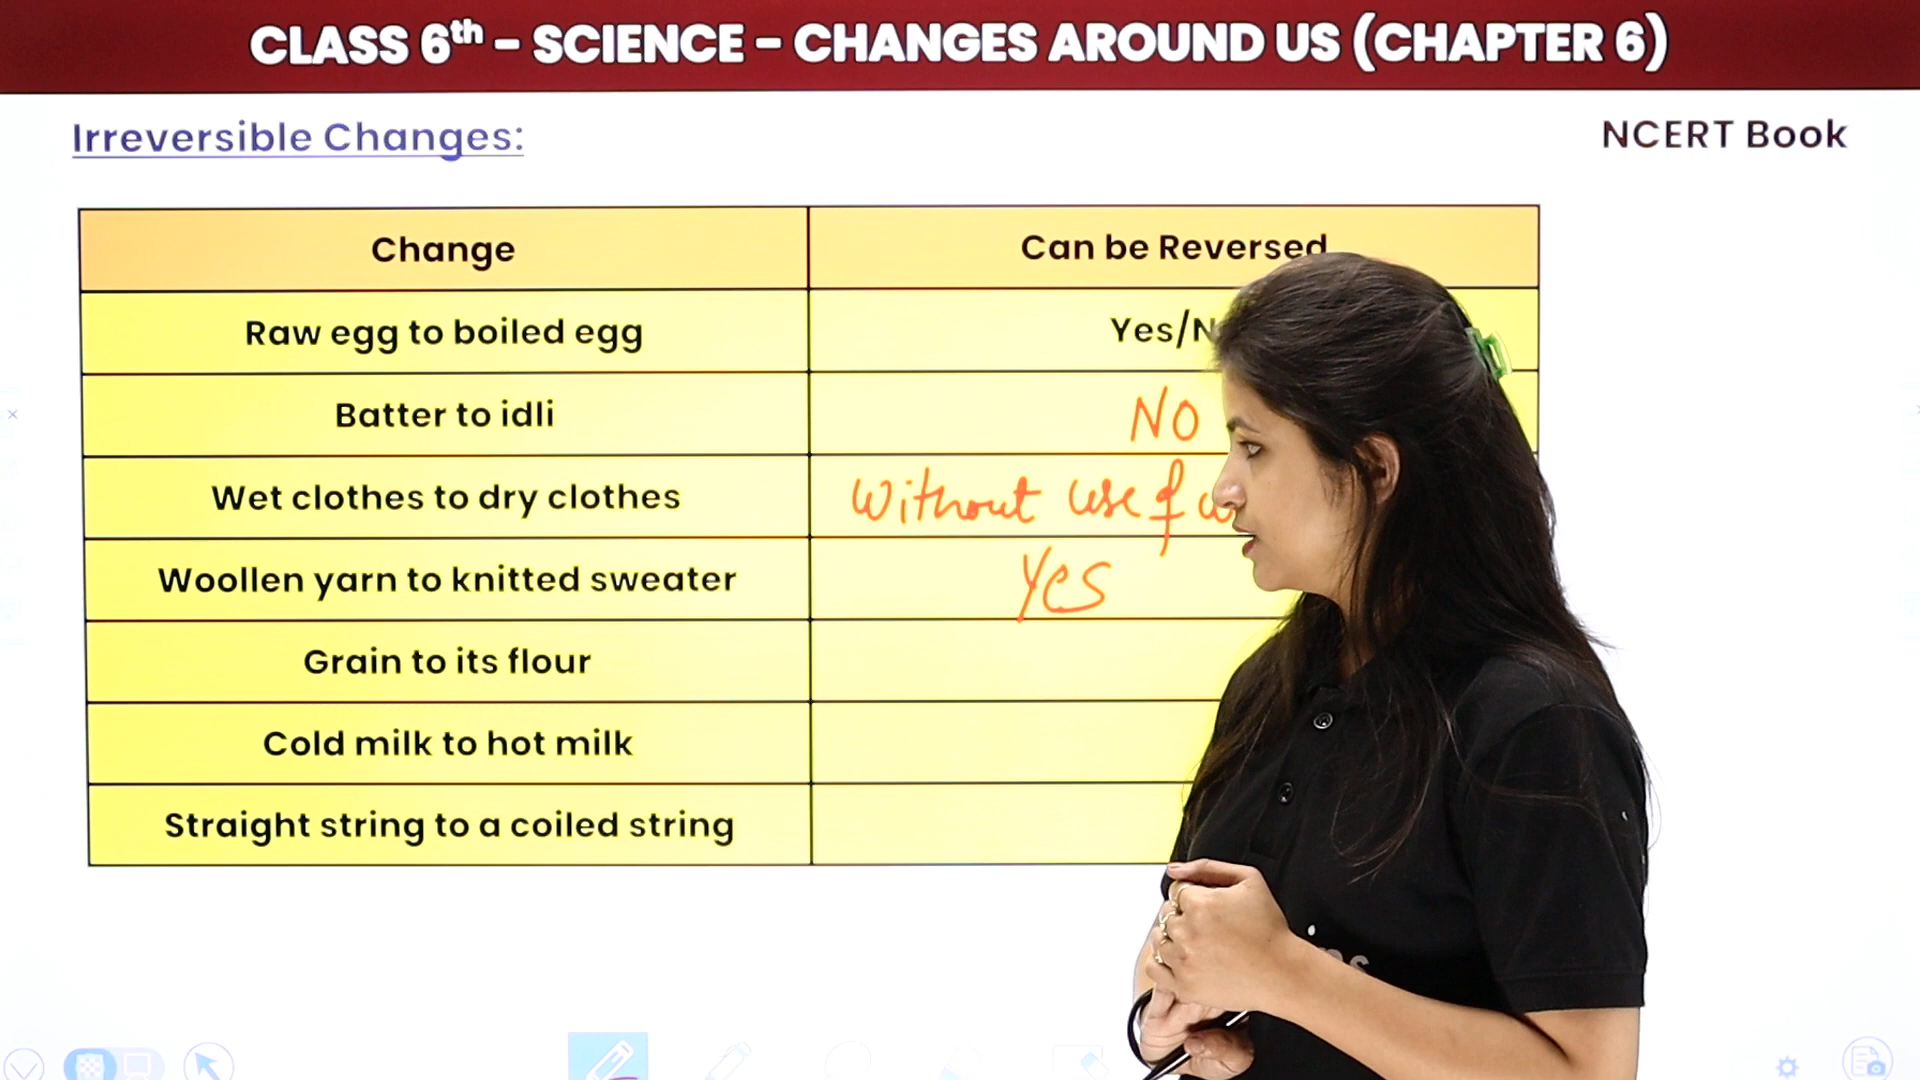 CLASS 6th – SCIENCE – CHANGES AROUND US (CHAPTER 6)
Irreversible Changes:
NCERT Book
Change
Can be Reversed
Raw egg to boiled egg
Yes/N
Batter to idli
NO
Wet clothes to dry clothes
Without use of
Woollen yarn to knitted sweater
Yes
Grain to its flour
Cold milk to hot milk
Straight string to a coiled string